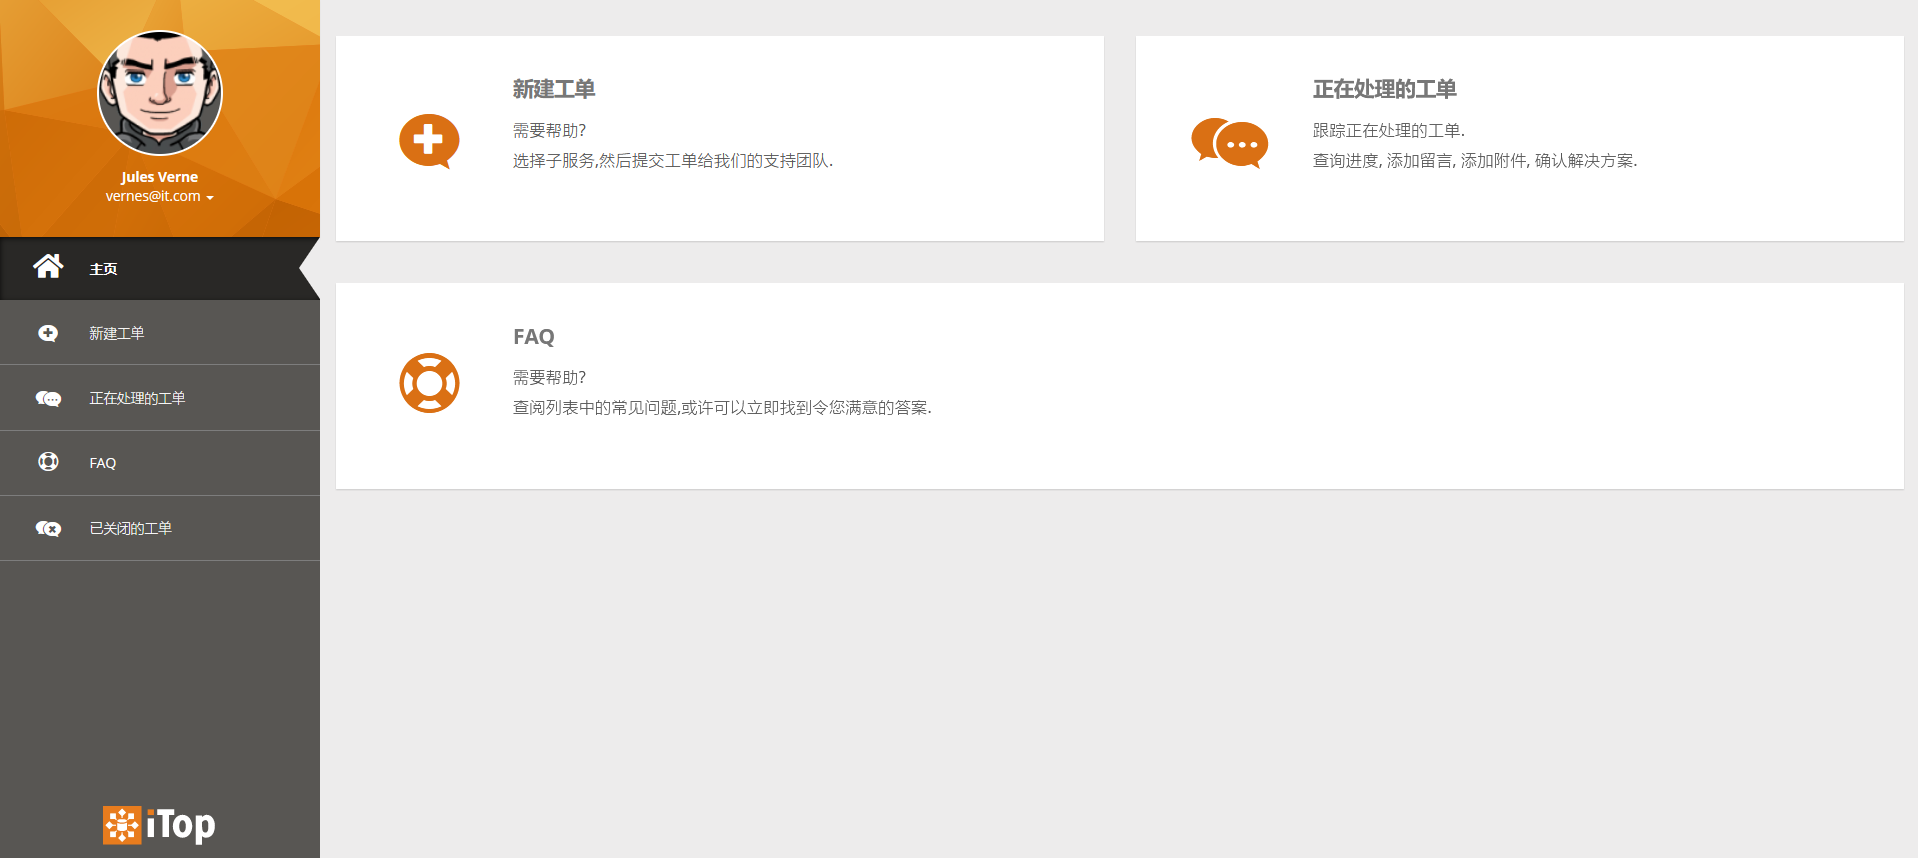 Jules Verne
vernes@it.com
主页
新建工单
正在处理的工单
FAQ
已关闭的工单
iTop
新建工单
需要帮助?
选择子服务,然后提交工单给我们的支持团队.
正在处理的工单
跟踪正在处理的工单.
查询进度, 添加留言, 添加附件, 确认解决方案.
FAQ
需要帮助?
查阅列表中的常见问题,或许可以立即找到令您满意的答案.